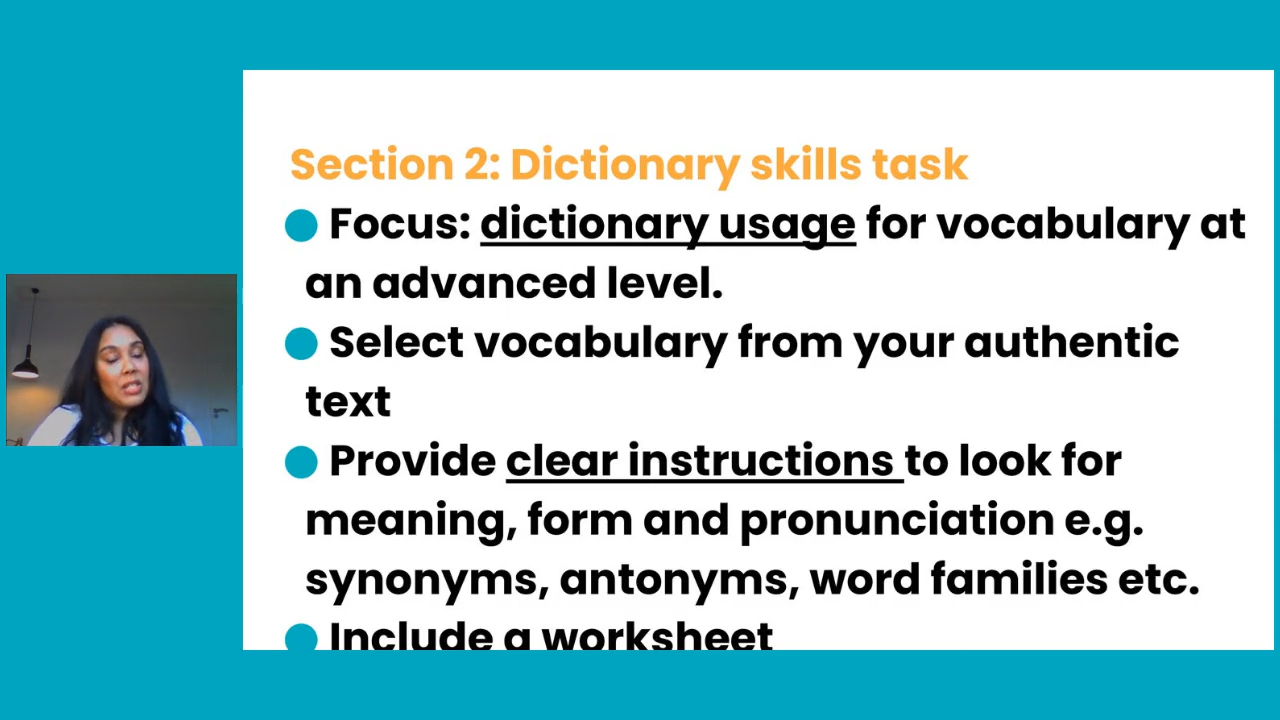 Section 2: Dictionary skills task
● Focus: dictionary usage for vocabulary at
an advanced level.
● Select vocabulary from your authentic
text
● Provide clear instructions to look for
meaning, form and pronunciation e.g.
synonyms, antonyms, word families etc.
● Include a worksheet